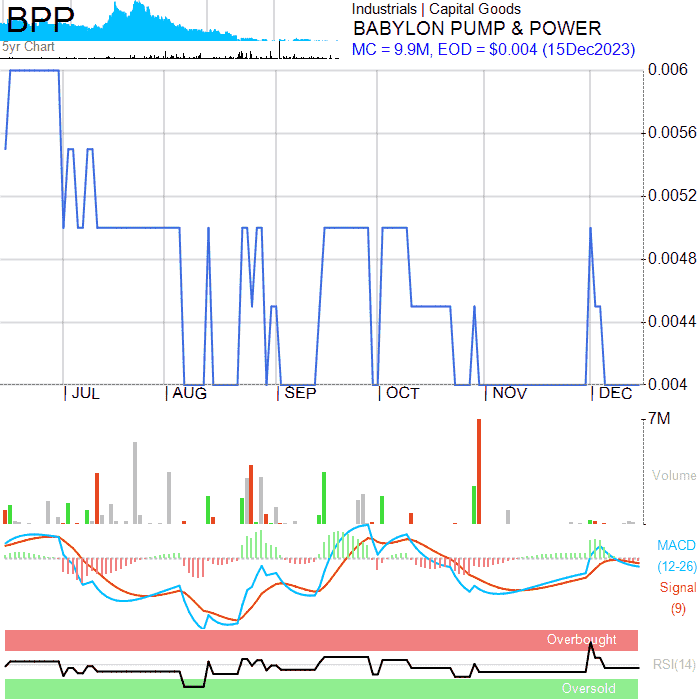 BPP
5yr Chart
Industrials | Capital Goods
BABYLON PUMP & POWER
MC = 9.9M, EOD = $0.004 (15Dec2023)
0.006
0.0056
0.0052
0.0048
0.0044
0.004
JUL AUG SEP OCT NOV DEC
7M
Volume
MACD
(12-26)
Signal
(9)
Overbought
RSI(14)
Oversold